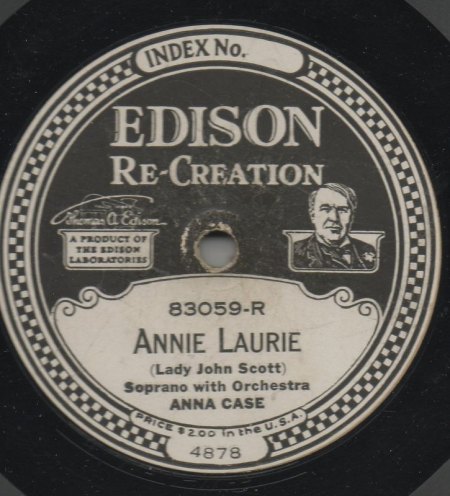 INDEX No.
EDISON
RE-CREATION
Thomas A. Edison
A PRODUCT OF
THE EDISON
LABORATORIES
83059-R
ANNIE LAURIE
(Lady John Scott)
Soprano with Orchestra
ANNA CASE
PRICE $2.00 In the U.S.A.
4878